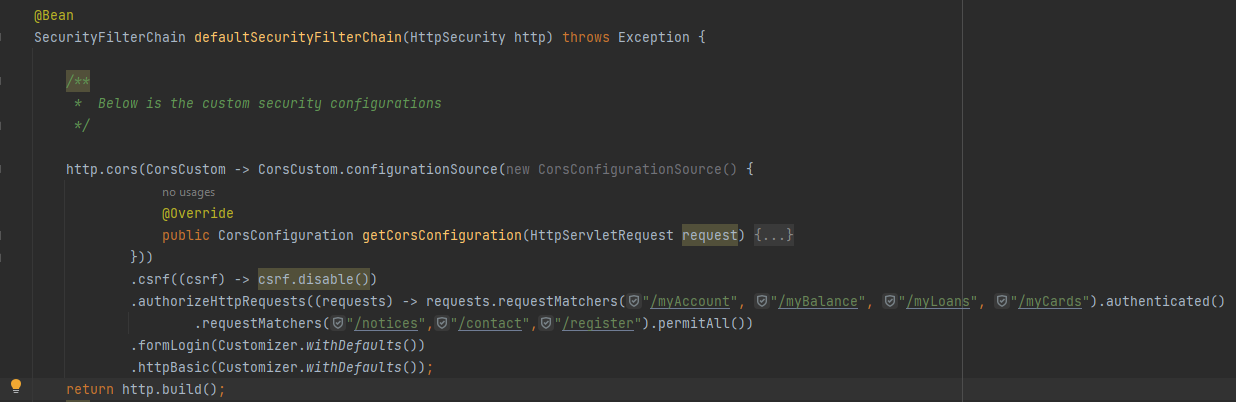 @Bean
SecurityFilterChain defaultSecurityFilterChain(HttpSecurity http) throws Exception {
/**
*  Below is the custom security configurations
*/
http.cors(CorsCustom -> CorsCustom.configurationSource(new CorsConfigurationSource() {
no usages
@Override
public CorsConfiguration getCorsConfiguration(HttpServletRequest request) {...}
}))
.csrf((csrf) -> csrf.disable())
.authorizeHttpRequests((requests) -> requests.requestMatchers("/myAccount", "/myBalance", "/myLoans", "/myCards").authenticated()
.requestMatchers("/notices","/contact","/register").permitAll())
.formLogin(Customizer.withDefaults())
.httpBasic(Customizer.withDefaults());
return http.build();